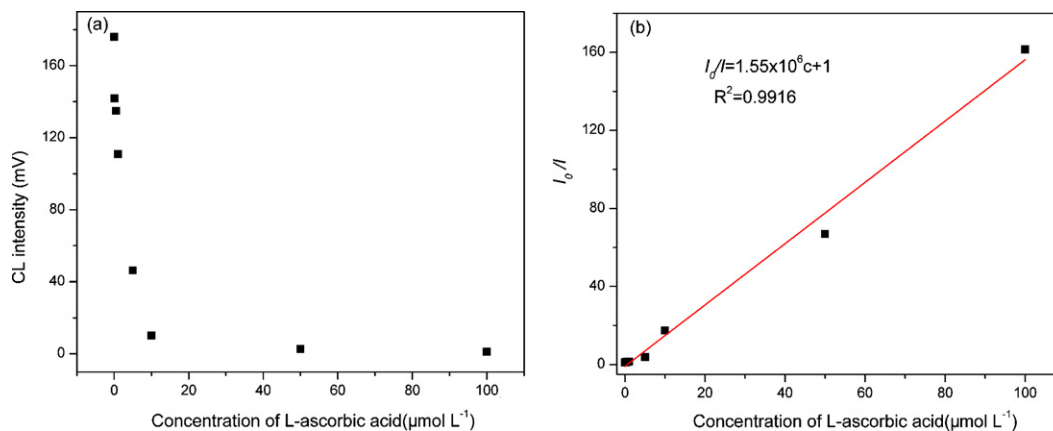 (a)
160
120
80
40
0
CL intensity (mV)
0 20 40 60 80 100
Concentration of L-ascorbic acid(μmol L⁻¹)
(b)
I₀/I=1.55x10⁶c+1
R²=0.9916
160
120
80
40
0
I₀/I
0 20 40 60 80 100
Concentration of L-ascorbic acid(μmol L⁻¹)